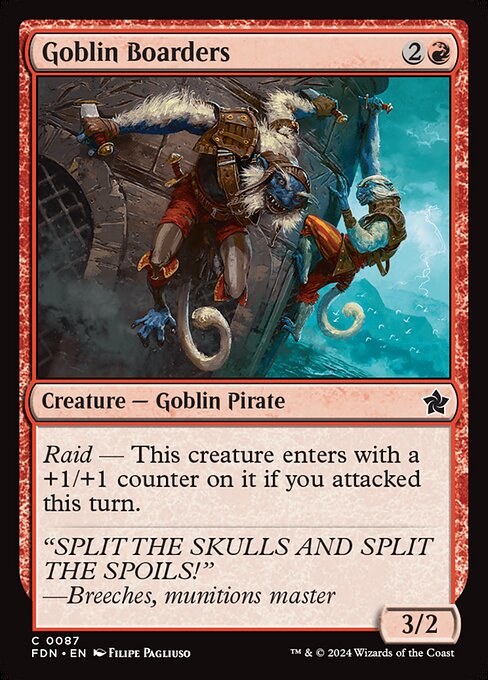 Goblin Boarders 2
Creature — Goblin Pirate
Raid — This creature enters with a
+1/+1 counter on it if you attacked
this turn.
“SPLIT THE SKULLS AND SPLIT
THE SPOILS!”
—Breeches, munitions master
3/2
C 0087
FDN • EN Filipe Pagliuso
™ & © 2024 Wizards of the Coast